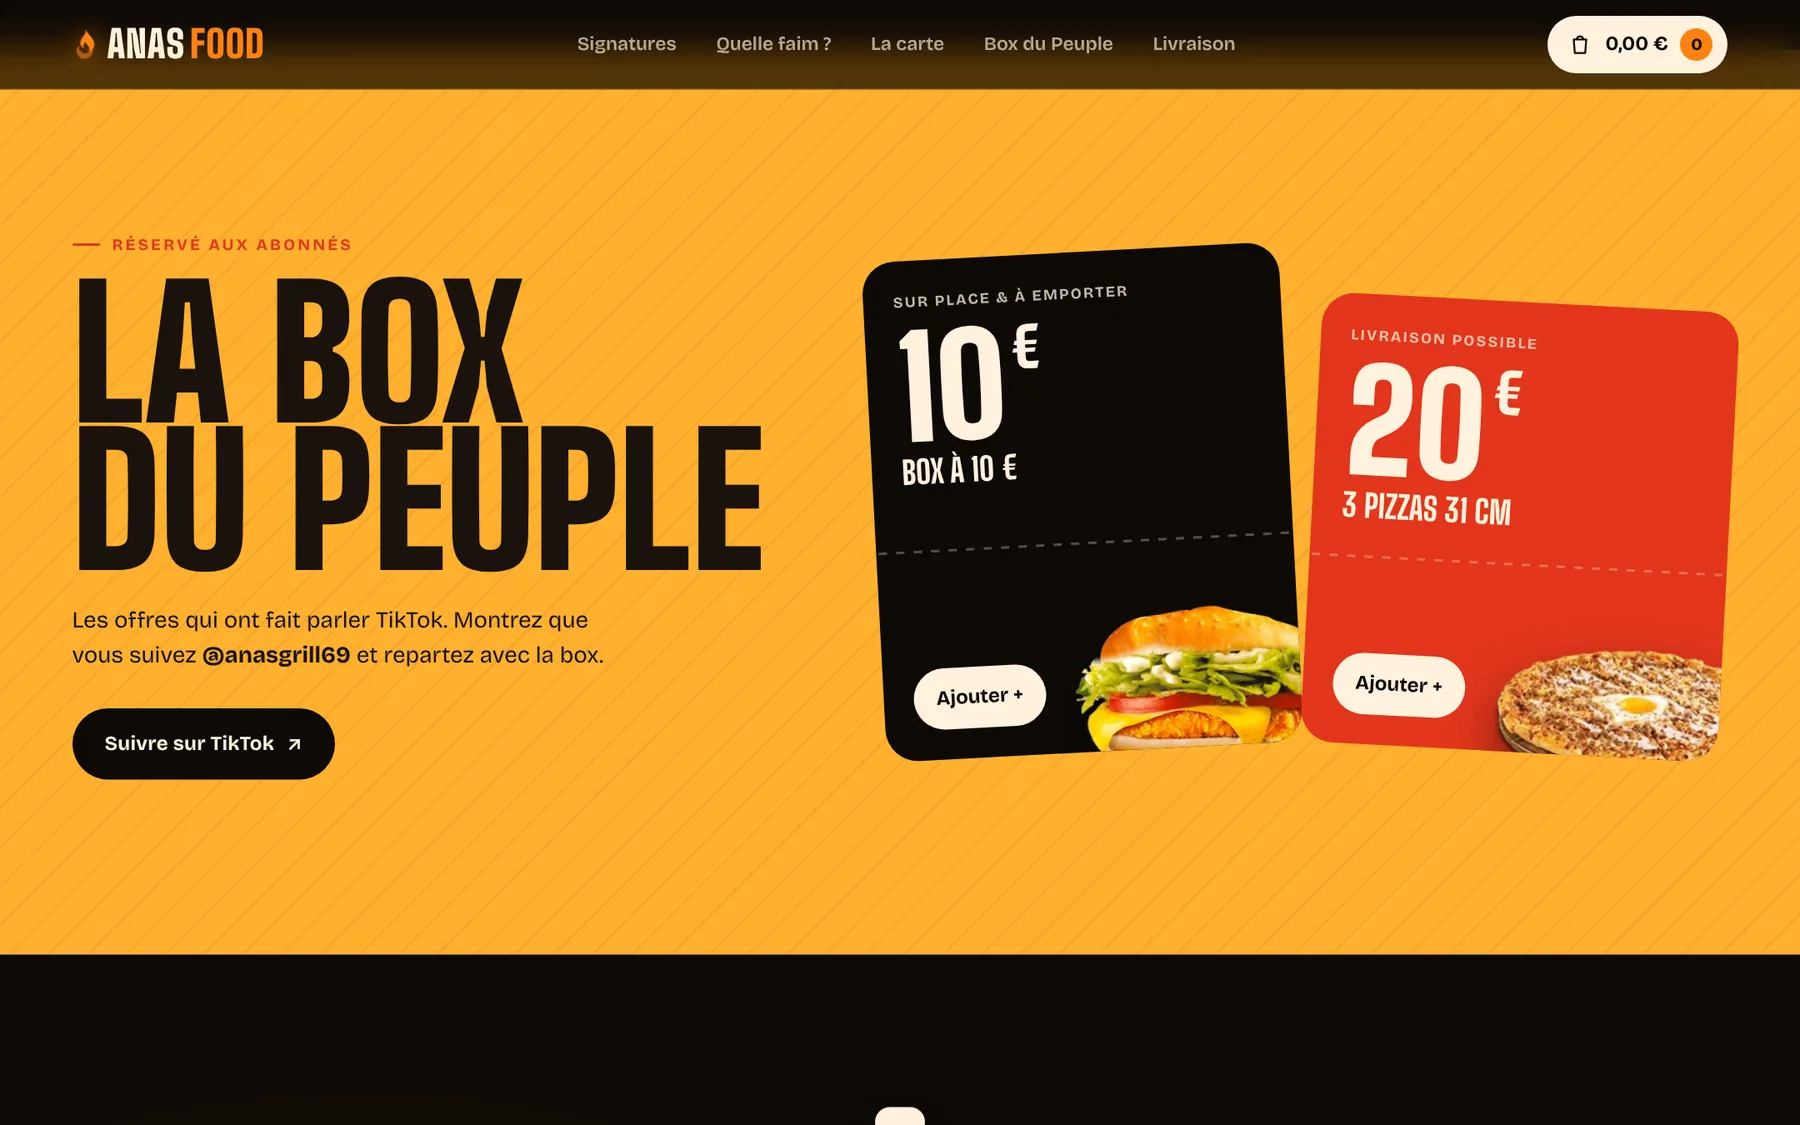 ANAS FOOD
Signatures
Quelle faim ?
La carte
Box du Peuple
Livraison
0,00 €
0
RÉSERVÉ AUX ABONNÉS
LA BOX
DU PEUPLE
Les offres qui ont fait parler TikTok. Montrez que
vous suivez @anasgrill69 et repartez avec la box.
Suivre sur TikTok
SUR PLACE & À EMPORTER
10€
BOX À 10 €
Ajouter +
LIVRAISON POSSIBLE
20€
3 PIZZAS 31 CM
Ajouter +